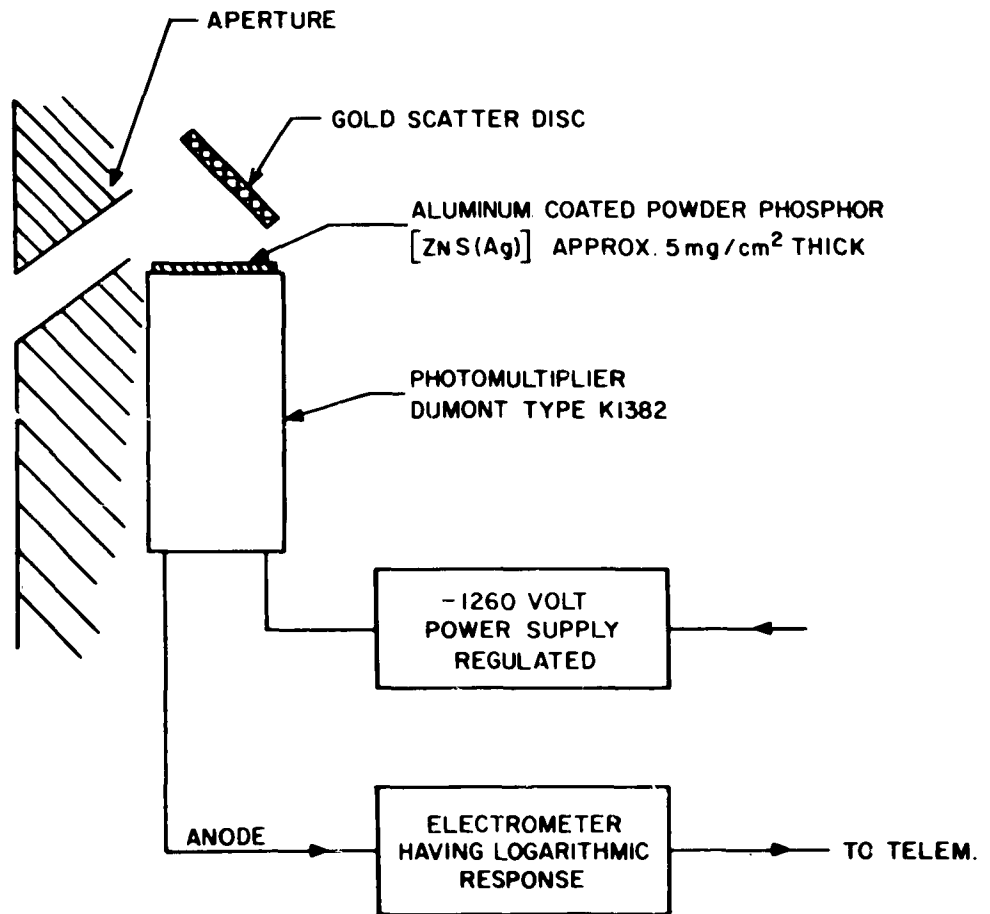 APERTURE
GOLD SCATTER DISC
ALUMINUM COATED POWDER PHOSPHOR
[ZNS(Ag)] APPROX. 5mg/cm² THICK
PHOTOMULTIPLIER
DUMONT TYPE K1382
-1260 VOLT
POWER SUPPLY
REGULATED
ANODE
ELECTROMETER
HAVING LOGARITHMIC
RESPONSE
TO TELEM.